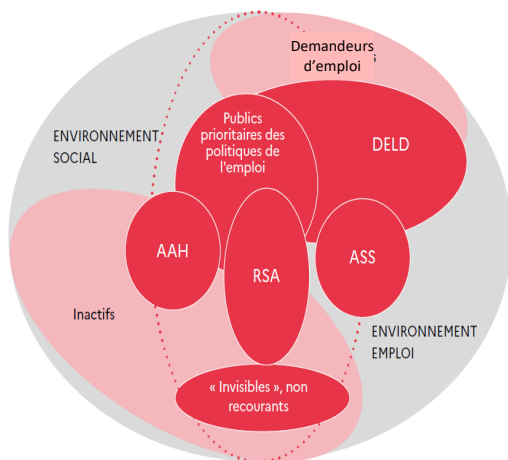 Demandeurs
d'emploi
Publics
prioritaires des
politiques de
l'emploi
DELD
ENVIRONNEMENT
SOCIAL
AAH
RSA
ASS
Inactifs
ENVIRONNEMENT
EMPLOI
« Invisibles », non
recourants